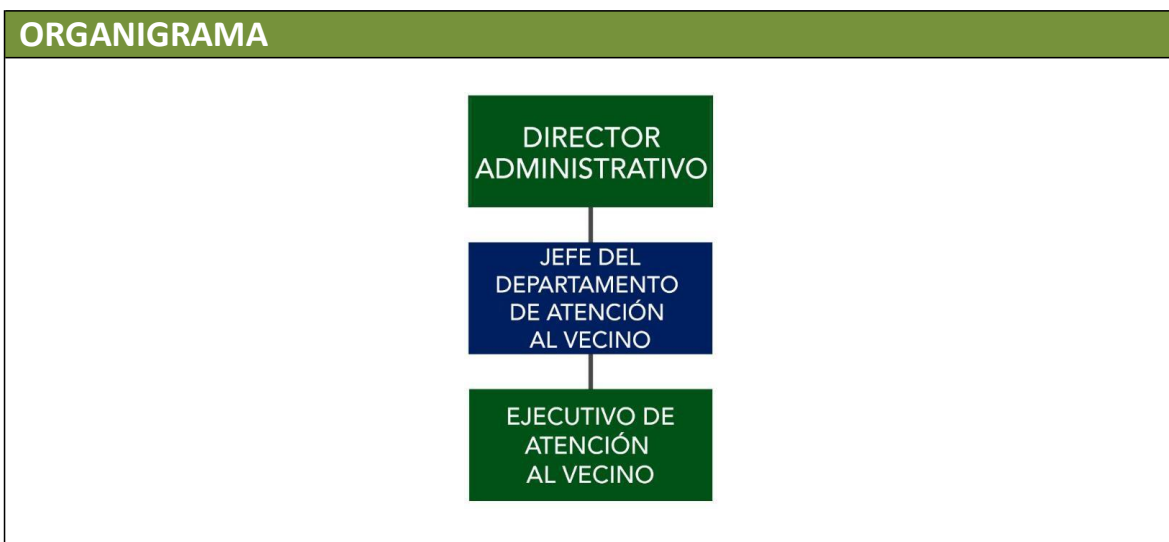 ORGANIGRAMA
DIRECTOR
ADMINISTRATIVO
JEFE DEL
DEPARTAMENTO
DE ATENCIÓN
AL VECINO
EJECUTIVO DE
ATENCIÓN
AL VECINO